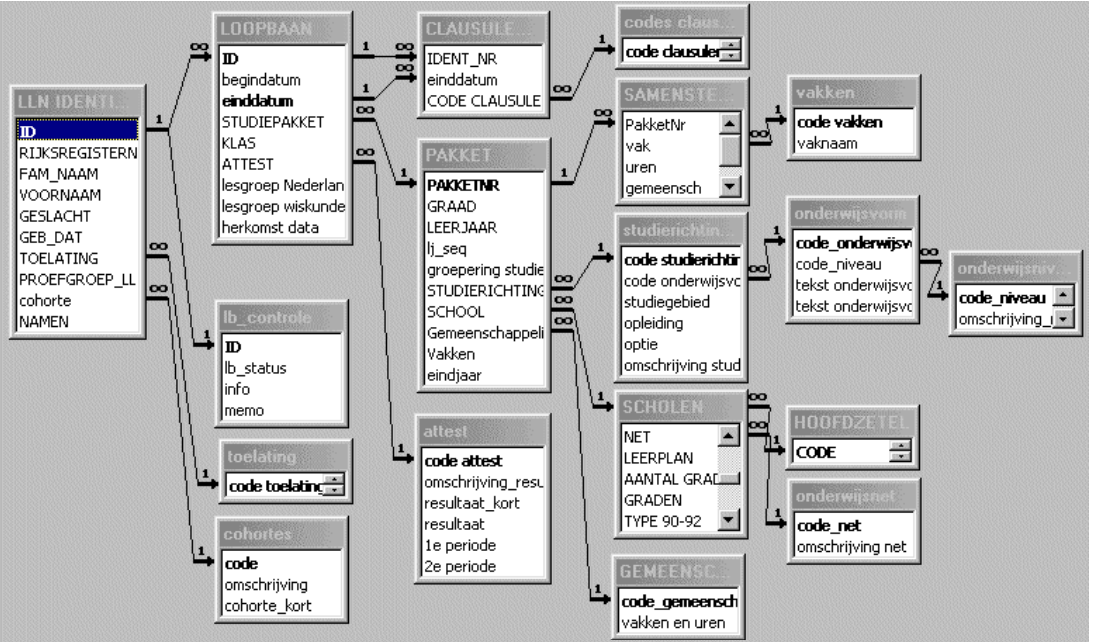 LLN IDENTI...
ID
RIJKSREGISTERN
FAM_NAAM
VOORNAAM
GESLACHT
GEB_DAT
TOELATING
PROEFGROEP_LL
cohorte
NAMEN
1
∞
∞
LOOPBAAN
ID
begindatum
einddatum
STUDIEPAKKET
KLAS
ATTEST
lesgroep Nederlan
lesgroep wiskunde
herkomst data
∞
1
1
∞
∞
lb_controle
ID
lb_status
info
memo
1
toelating
code toelating
1
cohortes
code
omschrijving
cohorte_kort
1
CLAUSULE...
IDENT_NR
einddatum
CODE CLAUSULE
∞
∞
∞
PAKKET
PAKKETNR
GRAAD
LEERJAAR
lj_seq
groepering studie
STUDIERICHTING
SCHOOL
Gemeenschappeli
Vakken
eindjaar
1
1
∞
∞
∞
attest
code attest
omschrijving_resu
resultaat_kort
resultaat
1e periode
2e periode
1
codes claus...
code clausuler
1
SAMENSTE...
PakketNr
vak
uren
gemeensch
∞
∞
studierichtin...
code studierichtir
code onderwijsvo
studiegebied
opleiding
optie
omschrijving stud
1
∞
SCHOLEN
NET
LEERPLAN
AANTAL GRAD
GRADEN
TYPE 90-92
1
∞
∞
GEMEENSC...
code_gemeensch
vakken en uren
1
vakken
code vakken
vaknaam
1
onderwijsvorm
code_onderwijsv
code_niveau
tekst onderwijsvc
tekst onderwijsvc
1
∞
onderwijsniv...
code_niveau
omschrijving_
1
HOOFDZETEL
CODE
1
onderwijsnet
code_net
omschrijving net
1